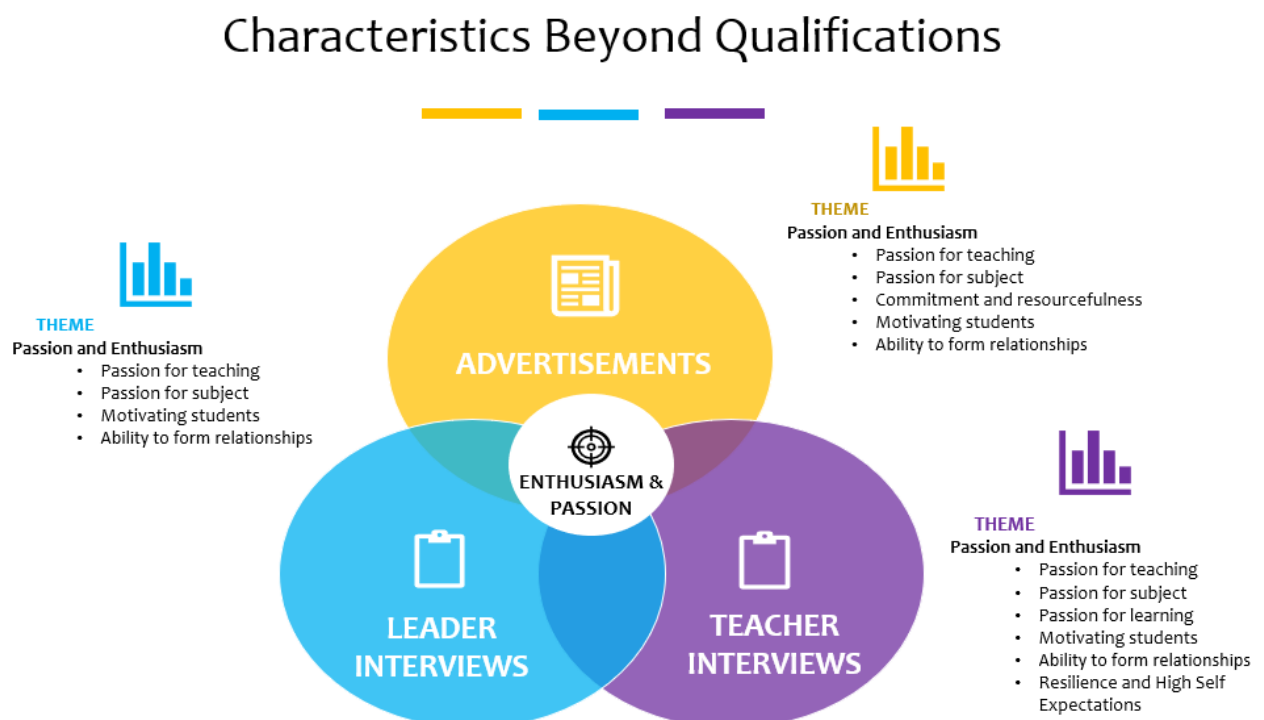 Characteristics Beyond Qualifications
THEME
Passion and Enthusiasm
• Passion for teaching
• Passion for subject
• Commitment and resourcefulness
• Motivating students
• Ability to form relationships
THEME
Passion and Enthusiasm
• Passion for teaching
• Passion for subject
• Motivating students
• Ability to form relationships
ADVERTISEMENTS
ENTHUSIASM &
PASSION
LEADER
INTERVIEWS
TEACHER
INTERVIEWS
THEME
Passion and Enthusiasm
• Passion for teaching
• Passion for subject
• Passion for learning
• Motivating students
• Ability to form relationships
• Resilience and High Self
Expectations